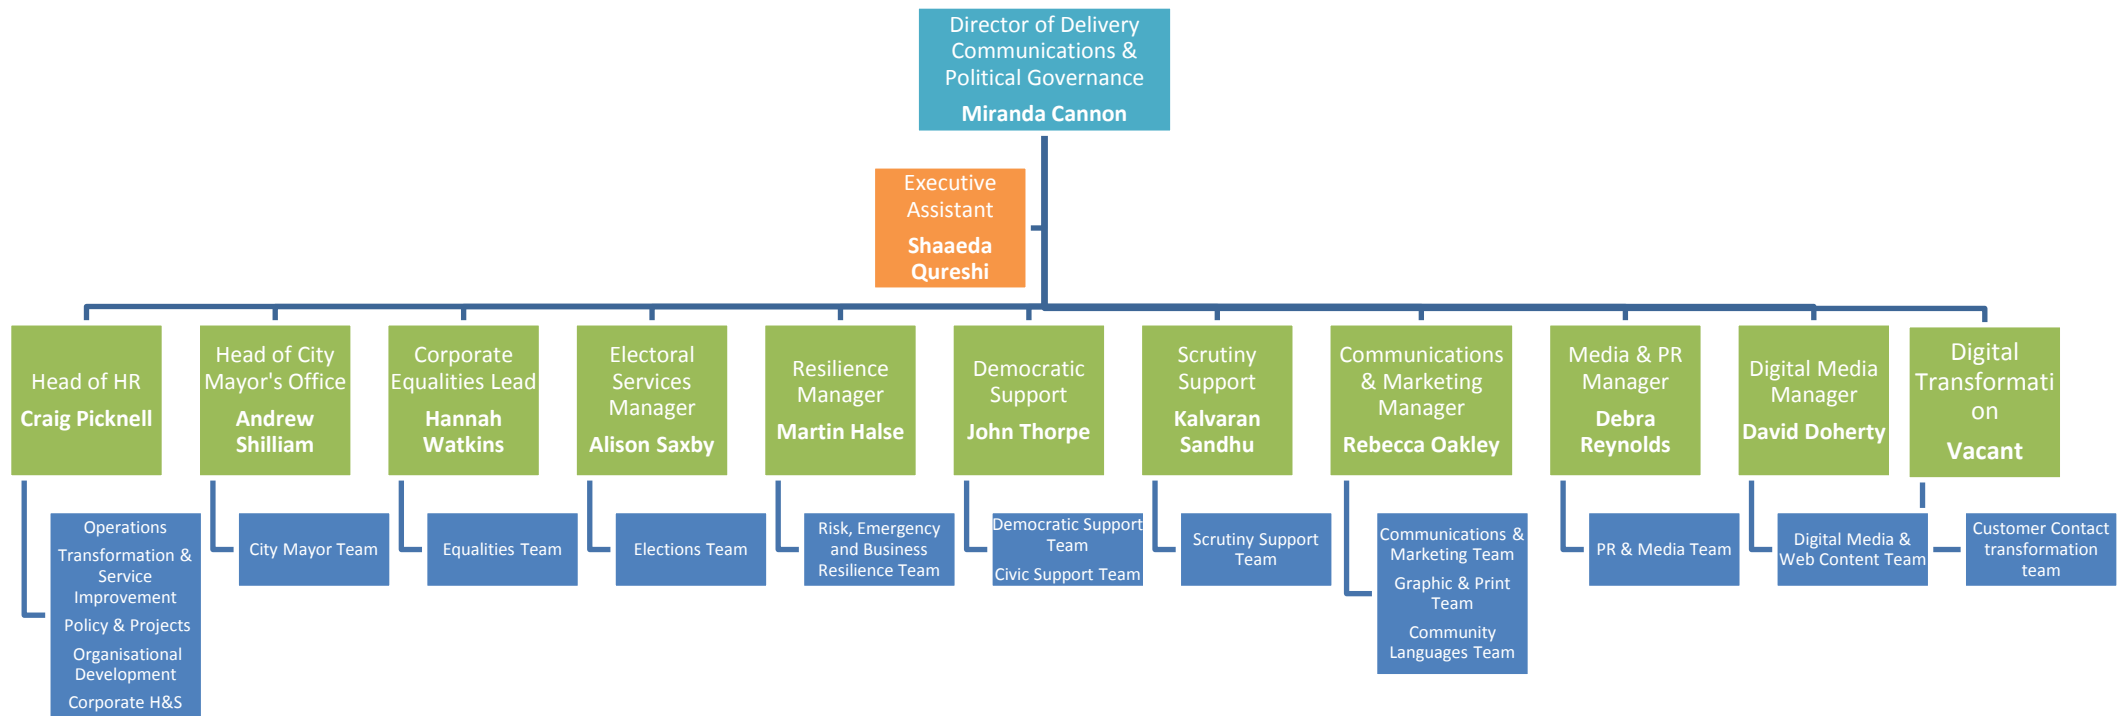 Director of Delivery
Communications &
Political Governance
Miranda Cannon
Executive
Assistant
Shaaeda
Qureshi
Head of HR
Craig Picknell
Head of City
Mayor's Office
Andrew
Shilliam
Corporate
Equalities Lead
Hannah
Watkins
Electoral
Services
Manager
Alison Saxby
Resilience
Manager
Martin Halse
Democratic
Support
John Thorpe
Scrutiny
Support
Kalvaran
Sandhu
Communications
& Marketing
Manager
Rebecca Oakley
Media & PR
Manager
Debra
Reynolds
Digital Media
Manager
David Doherty
Digital
Transformati
on
Vacant
Operations
Transformation &
Service
Improvement
Policy & Projects
Organisational
Development
Corporate H&S
City Mayor Team
Equalities Team
Elections Team
Risk, Emergency
and Business
Resilience Team
Democratic Support
Team
Civic Support Team
Scrutiny Support
Team
Communications &
Marketing Team
Graphic & Print
Team
Community
Languages Team
PR & Media Team
Digital Media &
Web Content Team
Customer Contact
transformation
team